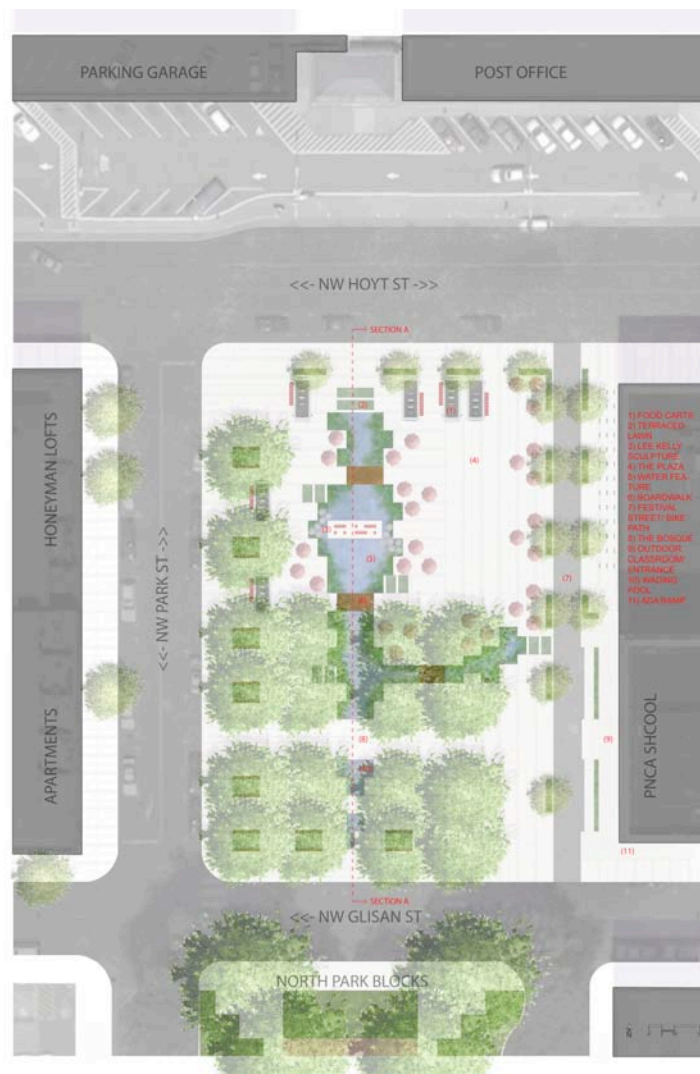 PARKING GARAGE
POST OFFICE
<<- NW HOYT ST ->>
SECTION A
HONEYMAN LOFTS
<<- NW PARK ST ->>
APARTMENTS
(2)
(1)
(4)
(3)
(5)
(7)
(8)
(9)
(11)
1) FOOD CARTS
2) TERRACED
LAWN
3) LEE KELLY
SCULPTURE
4) THE PLAZA
5) WATER FEA-
TURE
6) BOARDWALK
7) FESTIVAL
STREET/ BIKE
PATH
8) THE BOSQUE
9) OUTDOOR
CLASSROOM/
ENTRANCE
10) WADING
POOL
11) ADA RAMP
PNCA SHCOOL
SECTION A
<<- NW GLISAN ST
NORTH PARK BLOCKS